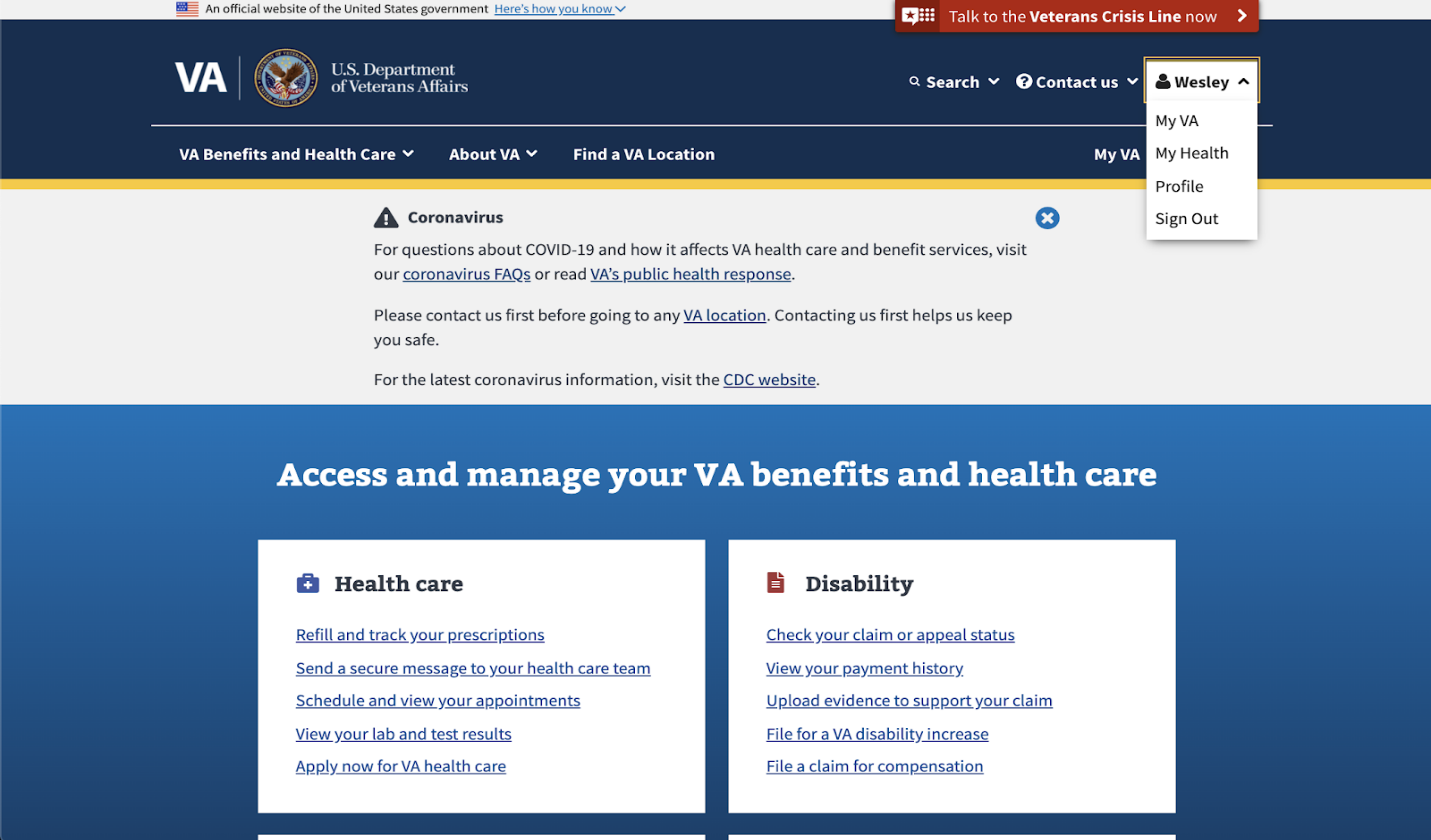 An official website of the United States government Here's how you know
Talk to the Veterans Crisis Line now
VA
U.S. Department
of Veterans Affairs
Search
Contact us
Wesley
My VA
My Health
Profile
Sign Out
VA Benefits and Health Care
About VA
Find a VA Location
My VA
Coronavirus
For questions about COVID-19 and how it affects VA health care and benefit services, visit
our coronavirus FAQs or read VA’s public health response.
Please contact us first before going to any VA location. Contacting us first helps us keep
you safe.
For the latest coronavirus information, visit the CDC website.
Access and manage your VA benefits and health care
Health care
Refill and track your prescriptions
Send a secure message to your health care team
Schedule and view your appointments
View your lab and test results
Apply now for VA health care
Disability
Check your claim or appeal status
View your payment history
Upload evidence to support your claim
File for a VA disability increase
File a claim for compensation